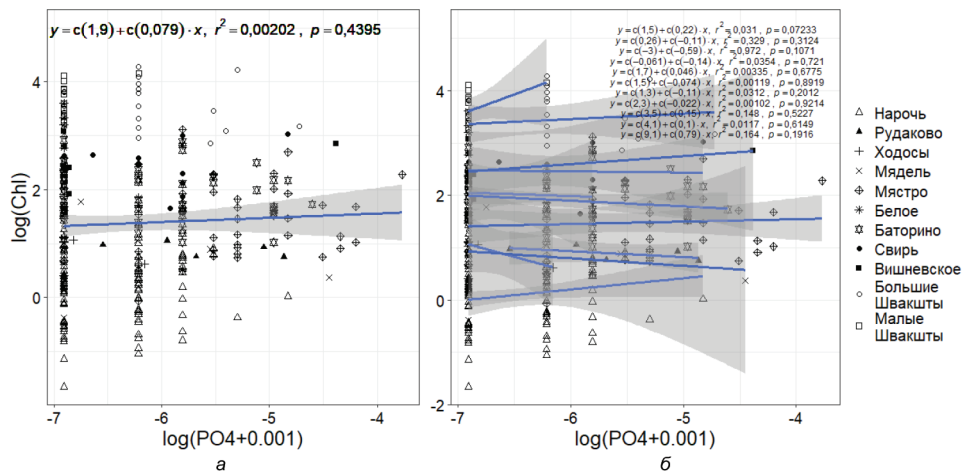 y = c(1,9) + c(0,079) · x, r² = 0,00202 , p = 0,4395
log(Chl)
4
2
0
-7
-6
-5
-4
log(PO4+0.001)
а
y = c(1,5) + c(0,22) · x, r² = 0,031, p = 0,07233
y = c(0,26) + c(−0,11) · x, r² = 0,329, p = 0,3124
y = c(−3) + c(−0,59) · x, r² = 0,972, p = 0,1071
y = c(−0,061) + c(−0,14) · x, r² = 0,0354, p = 0,721
y = c(1,7) + c(0,046) · x, r² = 0,00335, p = 0,6775
y = c(1,5) + c(−0,074) · x, r² = 0,00119, p = 0,8919
y = c(1,3) + c(−0,11) · x, r² = 0,0312, p = 0,2012
y = c(2,3) + c(−0,022) · x, r² = 0,00102, p = 0,9214
y = c(3,5) + c(0,15) · x, r² = 0,148, p = 0,5227
y = c(4,1) + c(0,1) · x, r² = 0,0117, p = 0,6149
y = c(9,1) + c(0,79) · x, r² = 0,164, p = 0,1916
log(Chl)
4
2
0
-2
-7
-6
-5
-4
log(PO4+0.001)
б
Нарочь
Рудаково
Ходосы
Мядель
Мястро
Белое
Баторино
Свирь
Вишневское
Большие
Швакшты
Малые
Швакшты